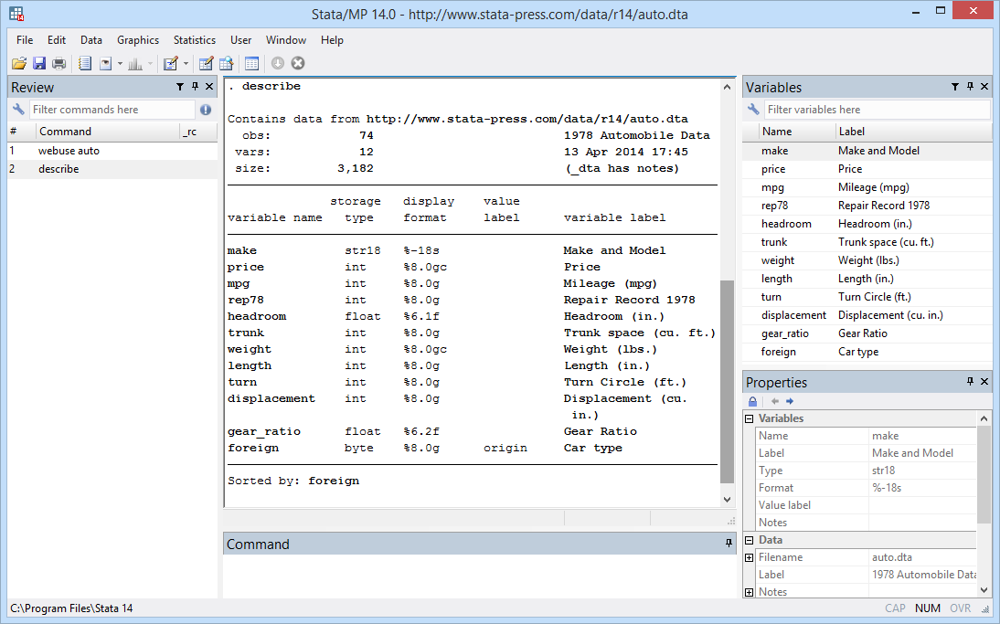 Stata/MP 14.0 - http://www.stata-press.com/data/r14/auto.dta
File Edit Data Graphics Statistics User Window Help
Review
Filter commands here
# Command _rc
1 webuse auto
2 describe
. describe
Contains data from http://www.stata-press.com/data/r14/auto.dta
obs: 74 1978 Automobile Data
vars: 12 13 Apr 2014 17:45
size: 3,182 (_dta has notes)
storage display value
variable name type format label variable label
make str18 %-18s Make and Model
price int %8.0gc Price
mpg int %8.0g Mileage (mpg)
rep78 int %8.0g Repair Record 1978
headroom float %6.1f Headroom (in.)
trunk int %8.0g Trunk space (cu. ft.)
weight int %8.0gc Weight (lbs.)
length int %8.0g Length (in.)
turn int %8.0g Turn Circle (ft.)
displacement int %8.0g Displacement (cu.
in.)
gear_ratio float %6.2f Gear Ratio
foreign byte %8.0g origin Car type
Sorted by: foreign
Command
Variables
Filter variables here
Name Label
make Make and Model
price Price
mpg Mileage (mpg)
rep78 Repair Record 1978
headroom Headroom (in.)
trunk Trunk space (cu. ft.)
weight Weight (lbs.)
length Length (in.)
turn Turn Circle (ft.)
displacement Displacement (cu. in.)
gear_ratio Gear Ratio
foreign Car type
Properties
Variables
Name make
Label Make and Model
Type str18
Format %-18s
Value label
Notes
Data
Filename auto.dta
Label 1978 Automobile Data
Notes
C:\Program Files\Stata 14
CAP NUM OVR